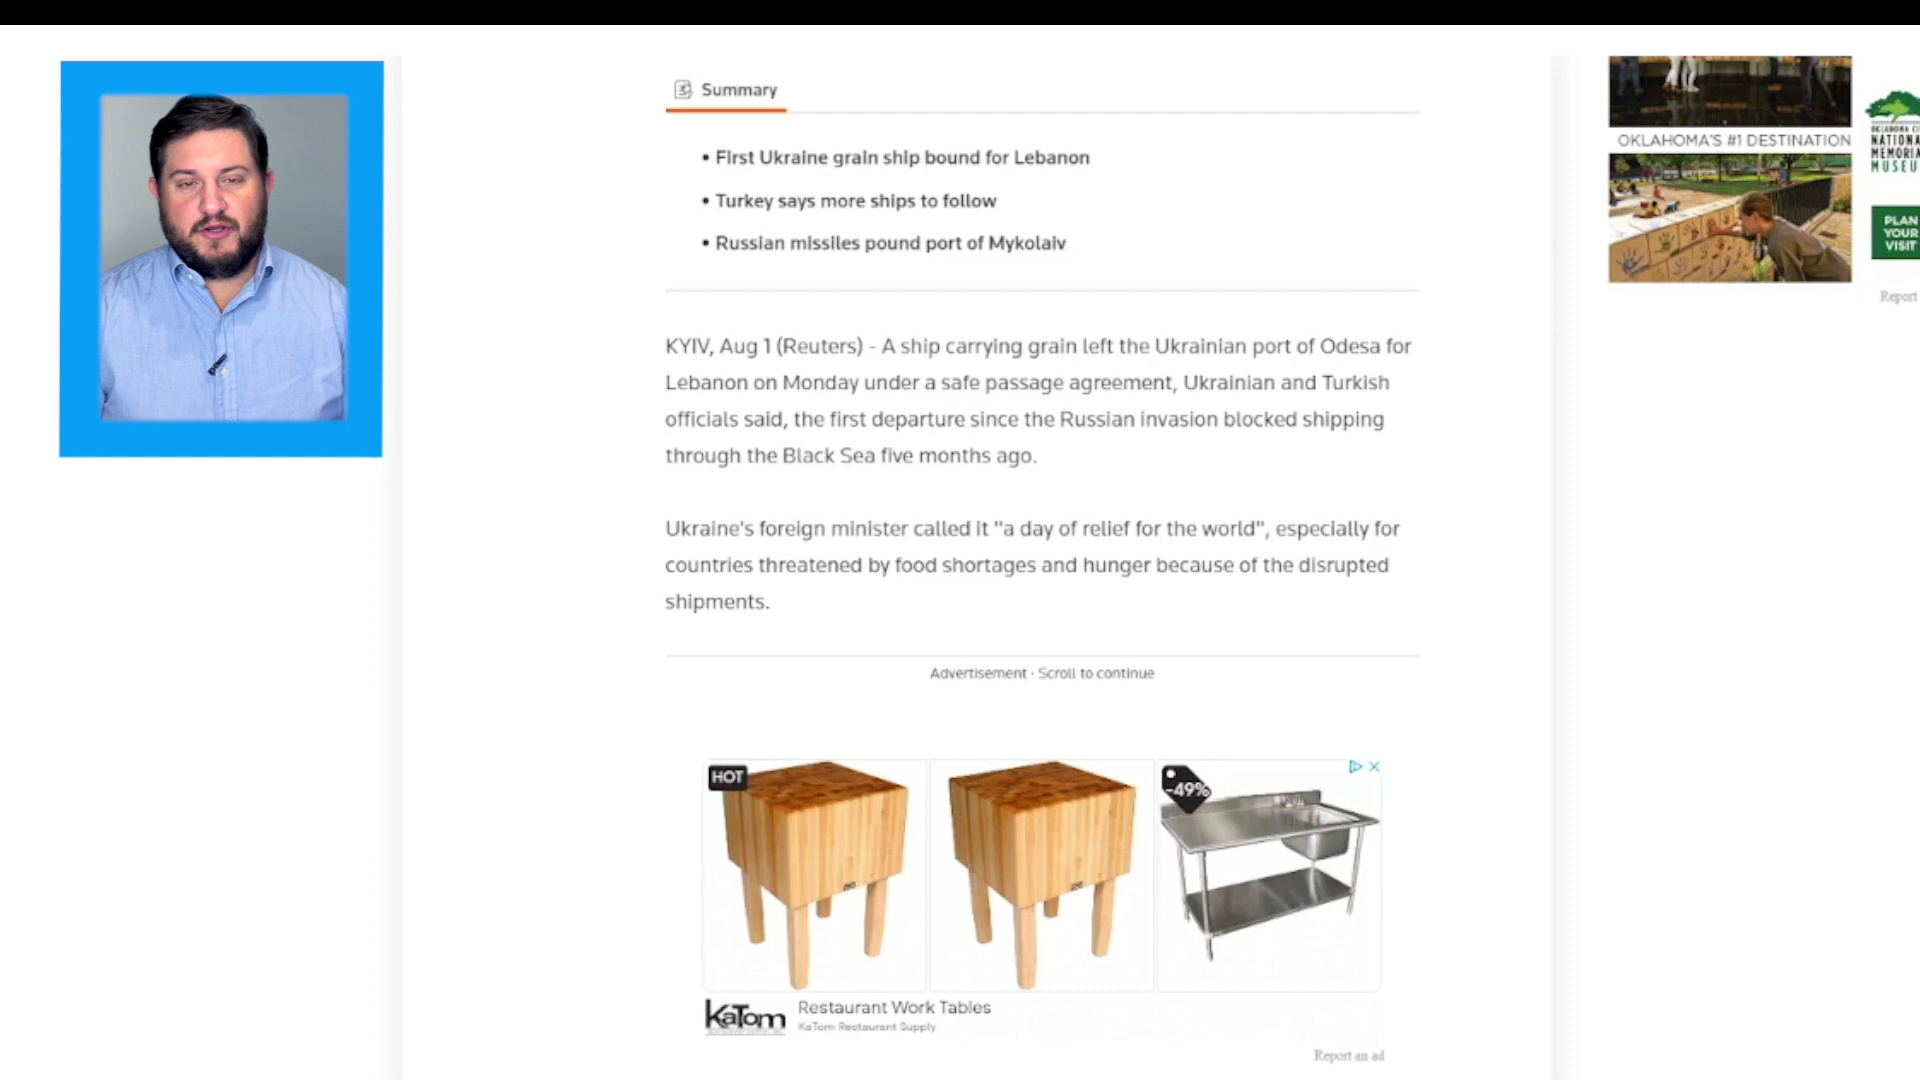 Summary
• First Ukraine grain ship bound for Lebanon
• Turkey says more ships to follow
• Russian missiles pound port of Mykolaiv
KYIV, Aug 1 (Reuters) - A ship carrying grain left the Ukrainian port of Odesa for
Lebanon on Monday under a safe passage agreement, Ukrainian and Turkish
officials said, the first departure since the Russian invasion blocked shipping
through the Black Sea five months ago.
Ukraine's foreign minister called it "a day of relief for the world", especially for
countries threatened by food shortages and hunger because of the disrupted
shipments.
Advertisement · Scroll to continue
HOT
-49%
KaTom
Restaurant Work Tables
KaTom Restaurant Supply
Report an ad
OKLAHOMA'S #1 DESTINATION
OKLAHOMA CI
NATIONA
MEMORIA
MUSEU
PLAN
YOUR
VISIT
Report